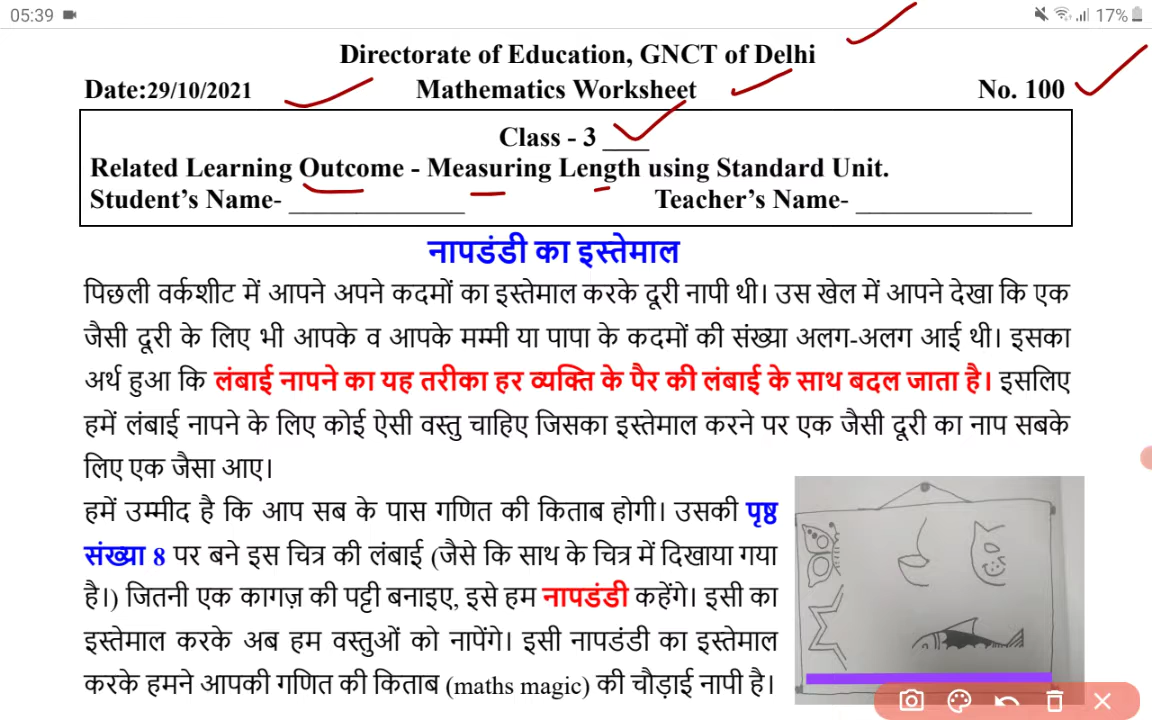 05:39
17%
Directorate of Education, GNCT of Delhi
Date:29/10/2021 Mathematics Worksheet No. 100
Class - 3 ____
Related Learning Outcome - Measuring Length using Standard Unit.
Student’s Name- _____________ Teacher’s Name- _____________
नापडंडी का इस्तेमाल
पिछली वर्कशीट में आपने अपने कदमों का इस्तेमाल करके दूरी नापी थी। उस खेल में आपने देखा कि एक
जैसी दूरी के लिए भी आपके व आपके मम्मी या पापा के कदमों की संख्या अलग-अलग आई थी। इसका
अर्थ हुआ कि लंबाई नापने का यह तरीका हर व्यक्ति के पैर की लंबाई के साथ बदल जाता है। इसलिए
हमें लंबाई नापने के लिए कोई ऐसी वस्तु चाहिए जिसका इस्तेमाल करने पर एक जैसी दूरी का नाप सबके
लिए एक जैसा आए।
हमें उम्मीद है कि आप सब के पास गणित की किताब होगी। उसकी पृष्ठ
संख्या 8 पर बने इस चित्र की लंबाई (जैसे कि साथ के चित्र में दिखाया गया
है।) जितनी एक कागज़ की पट्टी बनाइए, इसे हम नापडंडी कहेंगे। इसी का
इस्तेमाल करके अब हम वस्तुओं को नापेंगे। इसी नापडंडी का इस्तेमाल
करके हमने आपकी गणित की किताब (maths magic) की चौड़ाई नापी है।